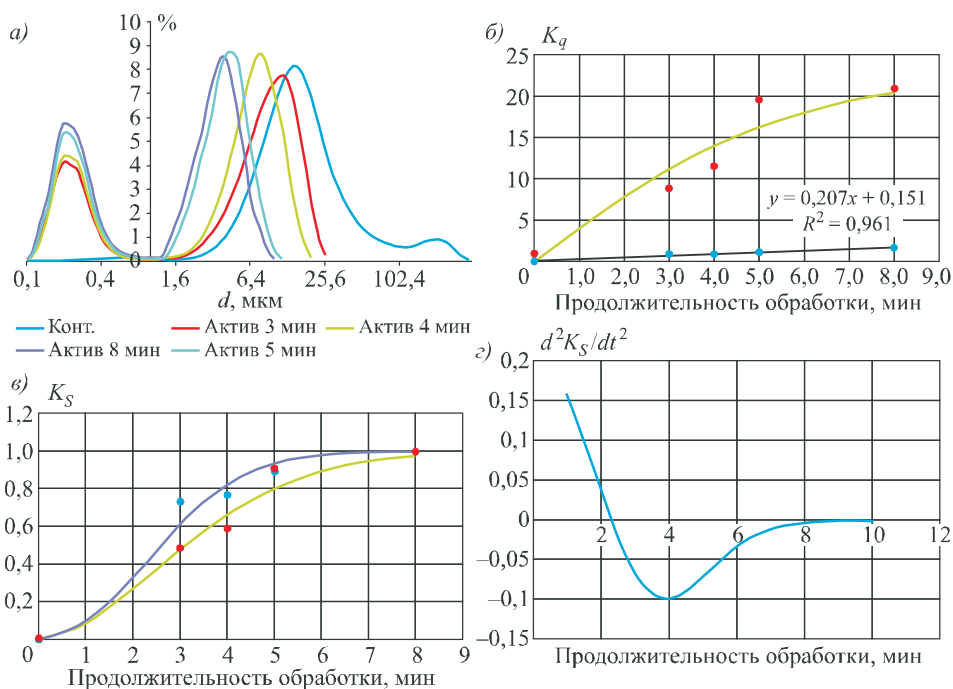 а)
10 %
9
8
7
6
5
4
3
2
1
0
0,1 0,4 1,6 6,4 25,6 102,4
d, мкм
Конт. Актив 3 мин Актив 4 мин
Актив 8 мин Актив 5 мин
б) Kq
25
20
15
10
5
y = 0,207x + 0,151
R² = 0,961
0 1,0 2,0 3,0 4,0 5,0 6,0 7,0 8,0 9,0
Продолжительность обработки, мин
в) KS
1,2
1,0
0,8
0,6
0,4
0,2
0 1 2 3 4 5 6 7 8 9
Продолжительность обработки, мин
г) d²KS/dt²
0,2
0,15
0,1
0,05
0
2 4 6 8 10 12
−0,05
−0,1
−0,15
Продолжительность обработки, мин